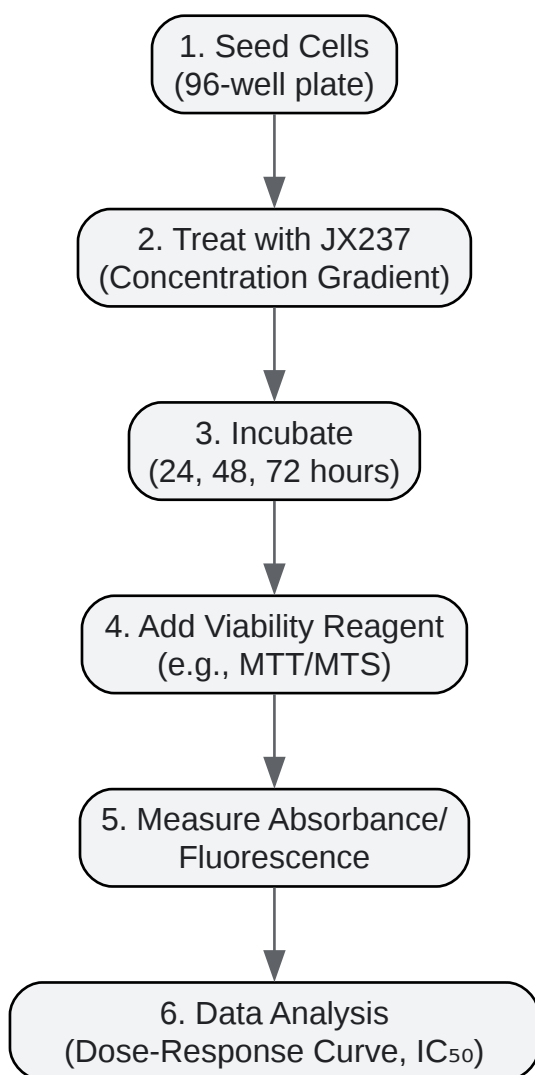 1. Seed Cells
(96-well plate)
2. Treat with JX237
(Concentration Gradient)
3. Incubate
(24, 48, 72 hours)
4. Add Viability Reagent
(e.g., MTT/MTS)
5. Measure Absorbance/
Fluorescence
6. Data Analysis
(Dose-Response Curve, IC₅₀)